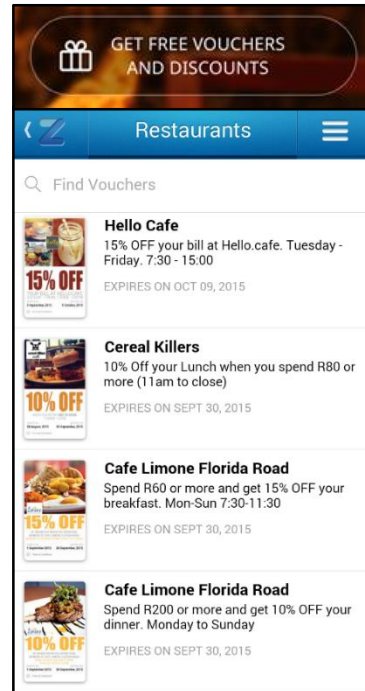 GET FREE VOUCHERS
AND DISCOUNTS
Z
Restaurants
Find Vouchers
Hello Cafe
15% OFF your bill at Hello.cafe. Tuesday -
Friday. 7:30 - 15:00
EXPIRES ON OCT 09, 2015
15% OFF
Cereal Killers
10% Off your Lunch when you spend R80 or
more (11am to close)
EXPIRES ON SEPT 30, 2015
10% OFF
Cafe Limone Florida Road
Spend R60 or more and get 15% OFF your
breakfast. Mon-Sun 7:30-11:30
EXPIRES ON SEPT 30, 2015
15% OFF
Cafe Limone Florida Road
Spend R200 or more and get 10% OFF your
dinner. Monday to Sunday
EXPIRES ON SEPT 30, 2015
10% OFF